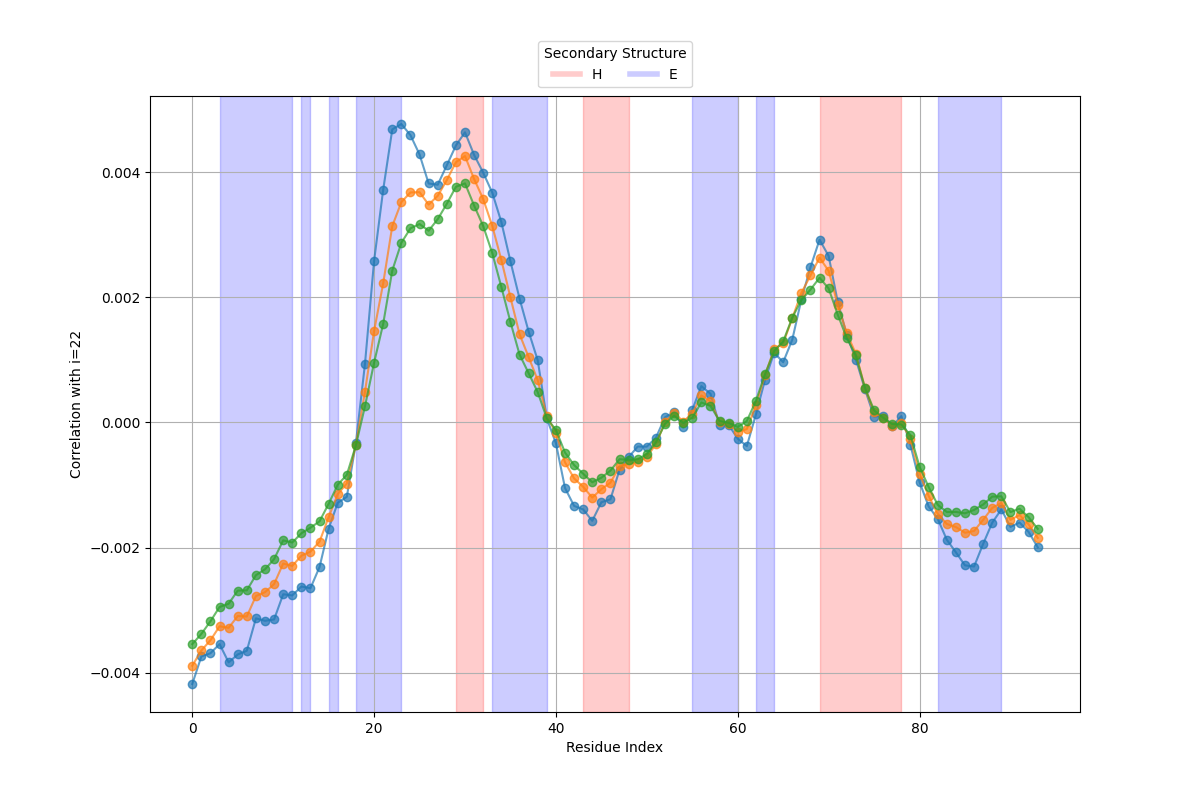 Secondary Structure
H E
0.004
0.002
0.000
−0.002
−0.004
Correlation with i=22
0 20 40 60 80
Residue Index